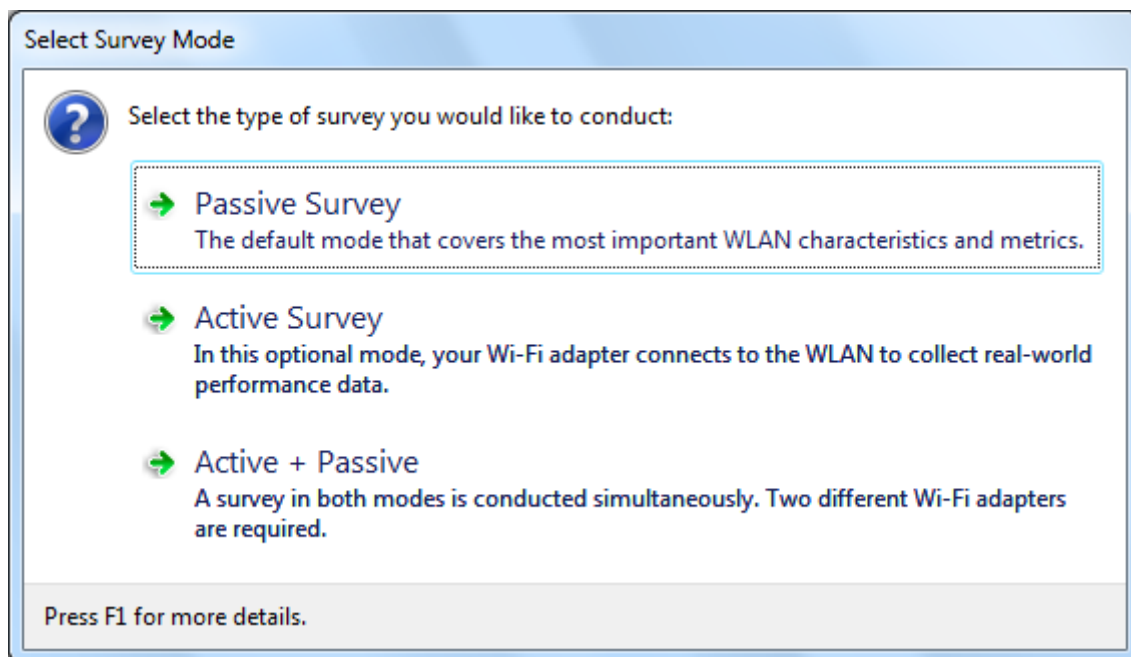 Select Survey Mode
Select the type of survey you would like to conduct:
Passive Survey
The default mode that covers the most important WLAN characteristics and metrics.
Active Survey
In this optional mode, your Wi-Fi adapter connects to the WLAN to collect real-world
performance data.
Active + Passive
A survey in both modes is conducted simultaneously. Two different Wi-Fi adapters
are required.
Press F1 for more details.